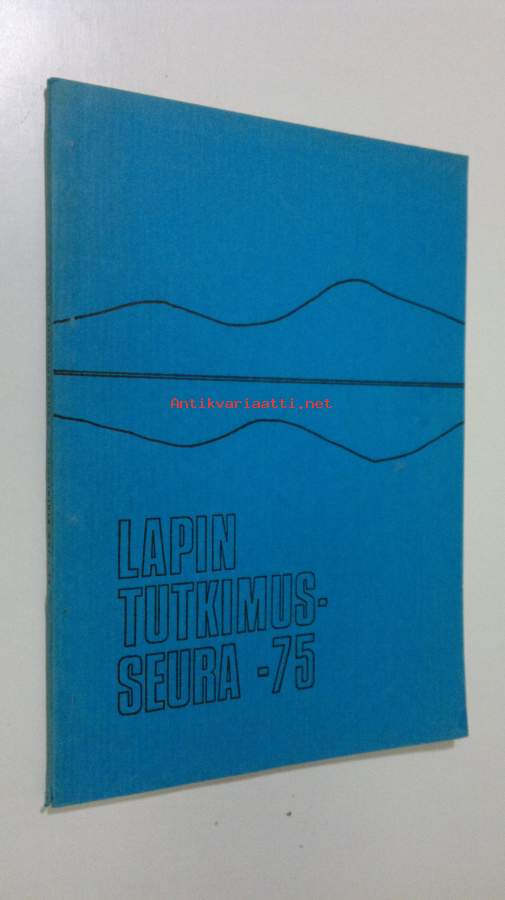 Antikvariaatti.net
LAPIN
TUTKIMUS-
SEURA -75